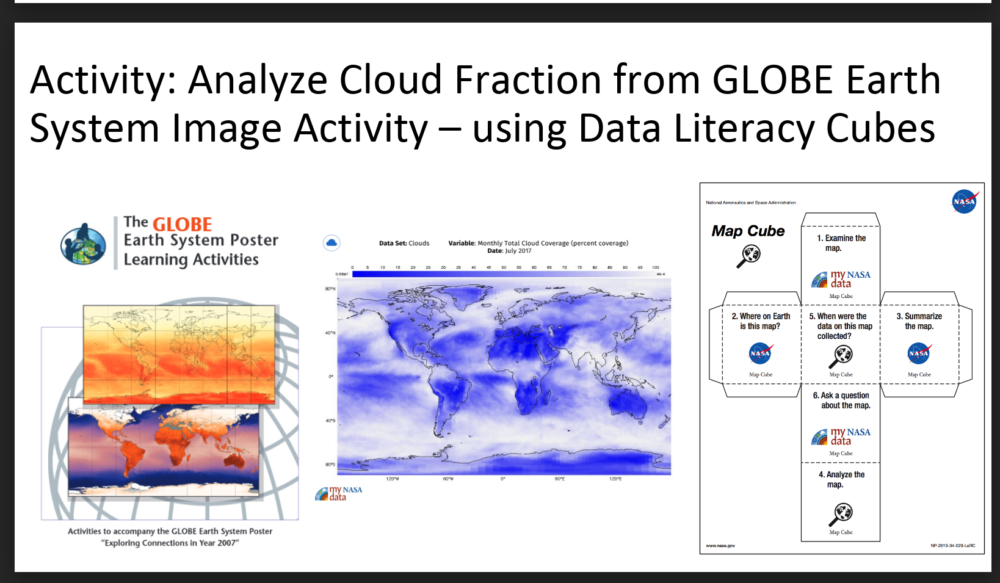 Activity: Analyze Cloud Fraction from GLOBE Earth
System Image Activity – using Data Literacy Cubes
The GLOBE
Earth System Poster
Learning Activities
Activities to accompany the GLOBE Earth System Poster
"Exploring Connections in Year 2007"
Data Set: Clouds Variable: Monthly Total Cloud Coverage (percent coverage)
Date: July 2017
0 5 10 15 20 25 30 35 40 45 50 55 60 65 70 75 80 85 90 95 100
0.5597 99.4
80°N
40°N
0°
40°S
80°S
120°W 60°W 0° 60°E 120°E
my NASA
data
National Aeronautics and Space Administration
NASA
Map Cube
1. Examine the
map.
my NASA
data
Map Cube
2. Where on Earth
is this map?
NASA
Map Cube
5. When were the
data on this map
collected?
Map Cube
3. Summarize
the map.
NASA
Map Cube
6. Ask a question
about the map.
my NASA
data
Map Cube
4. Analyze the
map.
Map Cube
www.nasa.gov
NP-2019-04-029-LaRC